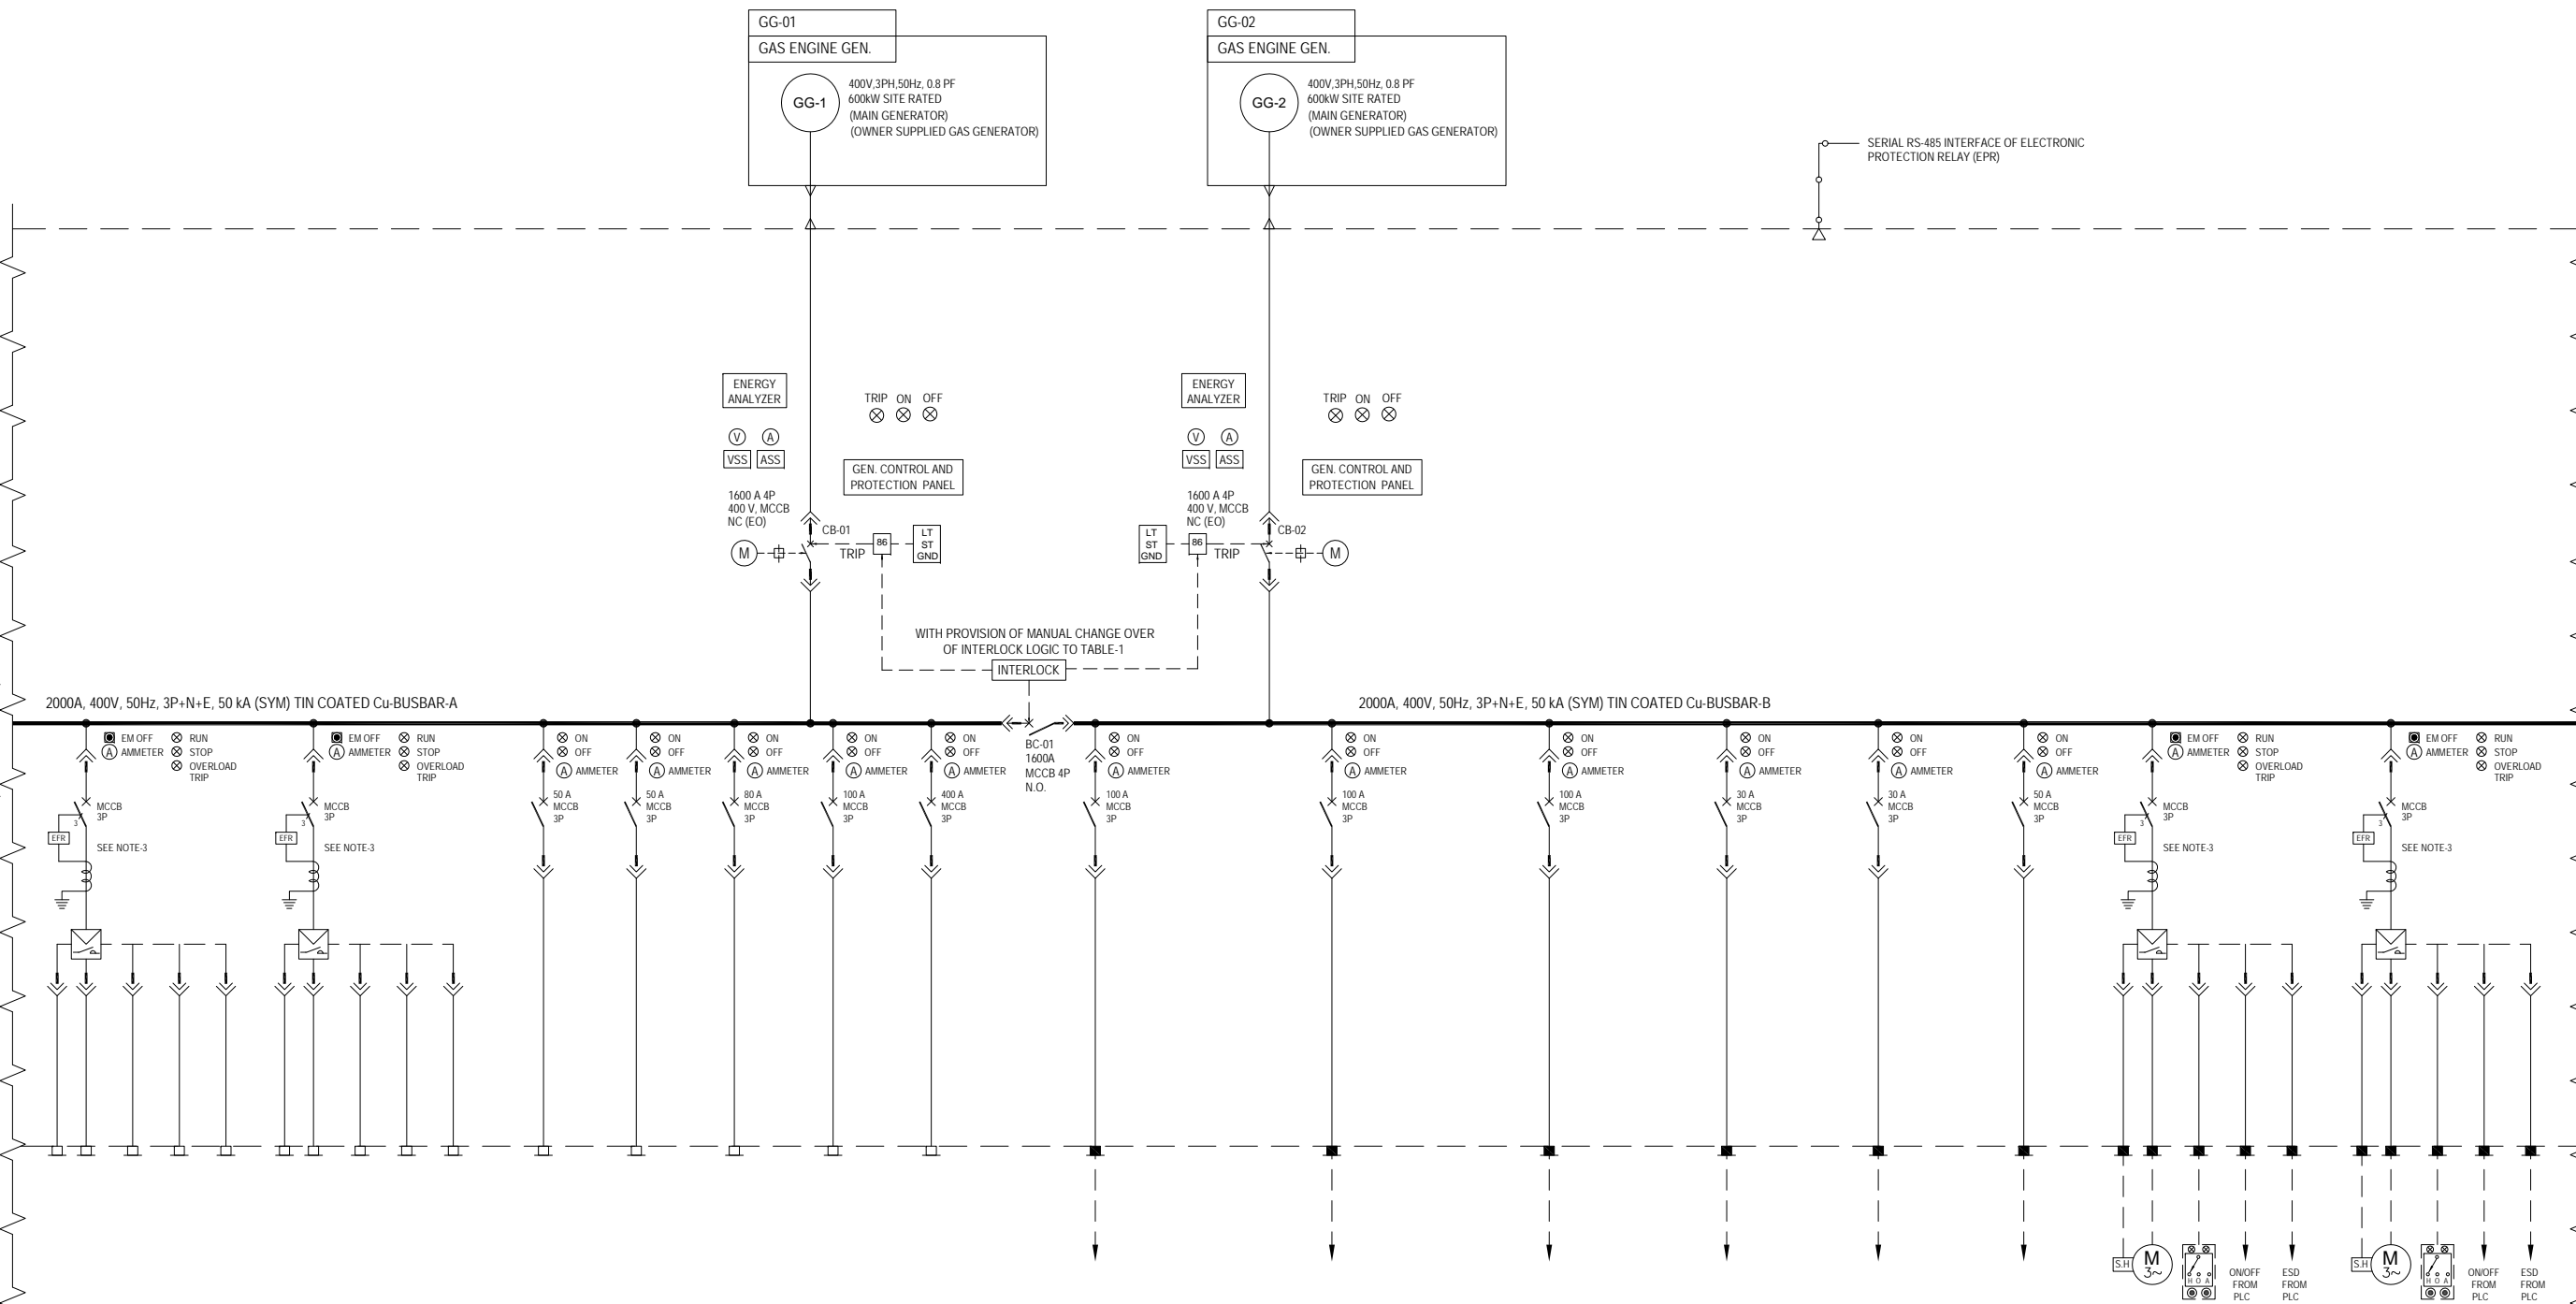 GG-01
GAS ENGINE GEN.
GG-1
400V,3PH,50Hz, 0.8 PF
600kW SITE RATED
(MAIN GENERATOR)
(OWNER SUPPLIED GAS GENERATOR)
GG-02
GAS ENGINE GEN.
GG-2
400V,3PH,50Hz, 0.8 PF
600kW SITE RATED
(MAIN GENERATOR)
(OWNER SUPPLIED GAS GENERATOR)
SERIAL RS-485 INTERFACE OF ELECTRONIC
PROTECTION RELAY (EPR)
ENERGY
ANALYZER
TRIP ON OFF
V A
VSS ASS
GEN. CONTROL AND
PROTECTION PANEL
1600 A 4P
400 V, MCCB
NC (EO)
CB-01
M
TRIP
86
LT
ST
GND
ENERGY
ANALYZER
TRIP ON OFF
V A
VSS ASS
GEN. CONTROL AND
PROTECTION PANEL
1600 A 4P
400 V, MCCB
NC (EO)
CB-02
LT
ST
GND
86
TRIP
M
WITH PROVISION OF MANUAL CHANGE OVER
OF INTERLOCK LOGIC TO TABLE-1
INTERLOCK
2000A, 400V, 50Hz, 3P+N+E, 50 kA (SYM) TIN COATED Cu-BUSBAR-A
2000A, 400V, 50Hz, 3P+N+E, 50 kA (SYM) TIN COATED Cu-BUSBAR-B
EM OFF RUN
A AMMETER STOP
OVERLOAD
TRIP
MCCB
3P
3
EFR
SEE NOTE-3
EM OFF RUN
A AMMETER STOP
OVERLOAD
TRIP
MCCB
3P
3
EFR
SEE NOTE-3
ON
OFF
A AMMETER
50 A
MCCB
3P
ON
OFF
A AMMETER
50 A
MCCB
3P
ON
OFF
A AMMETER
80 A
MCCB
3P
ON
OFF
A AMMETER
100 A
MCCB
3P
ON
OFF
A AMMETER
400 A
MCCB
3P
BC-01
1600A
MCCB 4P
N.O.
ON
OFF
A AMMETER
100 A
MCCB
3P
ON
OFF
A AMMETER
100 A
MCCB
3P
ON
OFF
A AMMETER
100 A
MCCB
3P
ON
OFF
A AMMETER
30 A
MCCB
3P
ON
OFF
A AMMETER
30 A
MCCB
3P
ON
OFF
A AMMETER
50 A
MCCB
3P
EM OFF RUN
A AMMETER STOP
OVERLOAD
TRIP
MCCB
3P
3
EFR
SEE NOTE-3
EM OFF RUN
A AMMETER STOP
OVERLOAD
TRIP
MCCB
3P
3
EFR
SEE NOTE-3
S.H
M
3~
H O A
ON/OFF
FROM
PLC
ESD
FROM
PLC
S.H
M
3~
H O A
ON/OFF
FROM
PLC
ESD
FROM
PLC